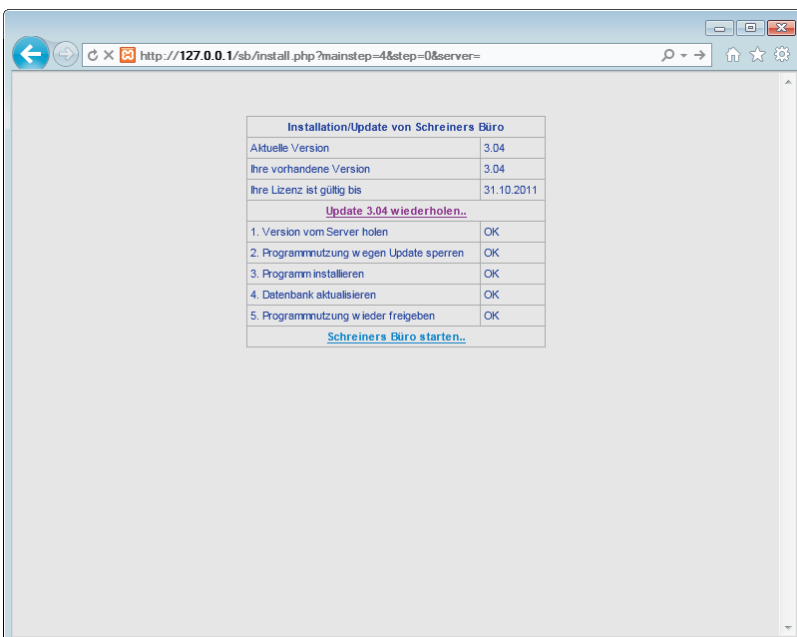 http://127.0.0.1/sb/install.php?mainstep=4&step=0&server=
Installation/Update von Schreiners Büro
Aktuelle Version 3.04
Ihre vorhandene Version 3.04
Ihre Lizenz ist gültig bis 31.10.2011
Update 3.04 wiederholen..
1. Version vom Server holen OK
2. Programmnutzung wegen Update sperren OK
3. Programm installieren OK
4. Datenbank aktualisieren OK
5. Programmnutzung wieder freigeben OK
Schreiners Büro starten..